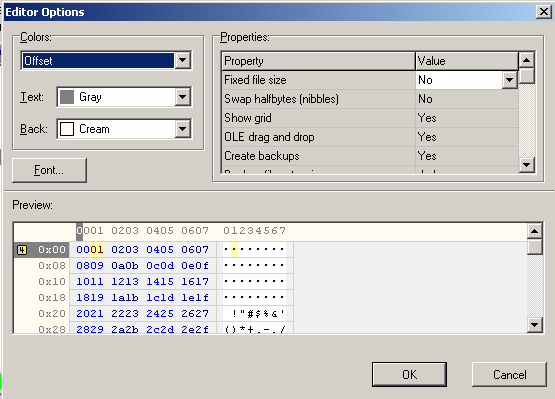 Editor Options
Colors:
Offset
Text: Gray
Back: Cream
Font...
Properties:
Property Value
Fixed file size No
Swap halfbytes (nibbles) No
Show grid Yes
OLE drag and drop Yes
Create backups Yes
Preview:
0001 0203 0405 0607 01234567
4 0x00 0001 0203 0405 0607 ........
0x08 0809 0a0b 0c0d 0e0f ........
0x10 1011 1213 1415 1617 ........
0x18 1819 1a1b 1c1d 1e1f ........
0x20 2021 2223 2425 2627 !"#$%&'
0x28 2829 2a2b 2c2d 2e2f ()*+,-./
OK Cancel